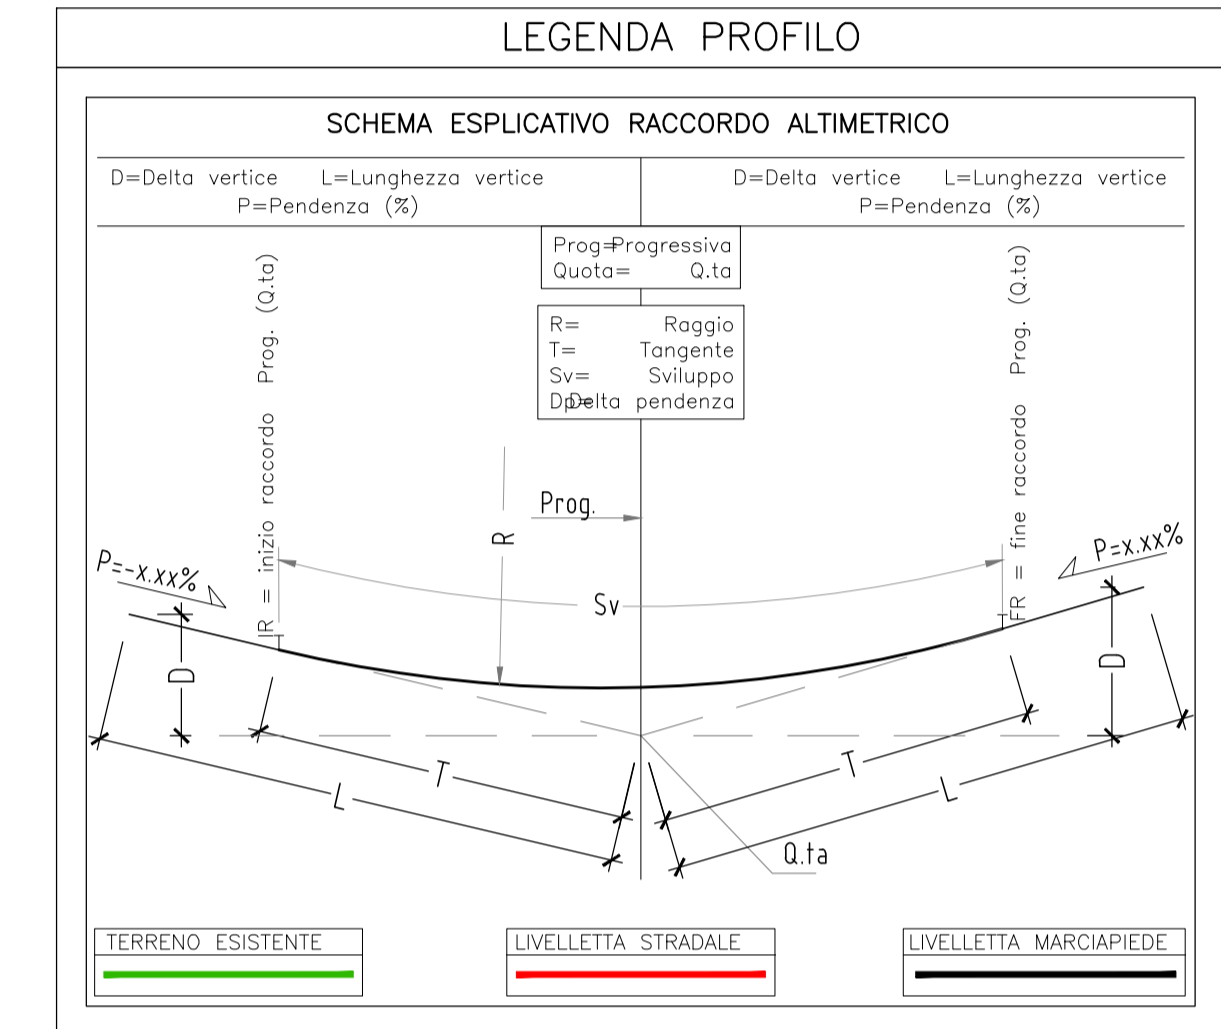 LEGENDA PROFILO
SCHEMA ESPLICATIVO RACCORDO ALTIMETRICO
D=Delta vertice L=Lunghezza vertice
P=Pendenza (%)
D=Delta vertice L=Lunghezza vertice
P=Pendenza (%)
Prog=Progressiva
Quota= Q.ta
R= Raggio
T= Tangente
Sv= Sviluppo
Dp=Delta pendenza
IR = inizio raccordo Prog. (Q.ta)
FR = fine raccordo Prog. (Q.ta)
Prog.
R
P=-x.xx%
P=x.xx%
Sv
D
D
T
L
T
L
Q.ta
TERRENO ESISTENTE
LIVELLETTA STRADALE
LIVELLETTA MARCIAPIEDE